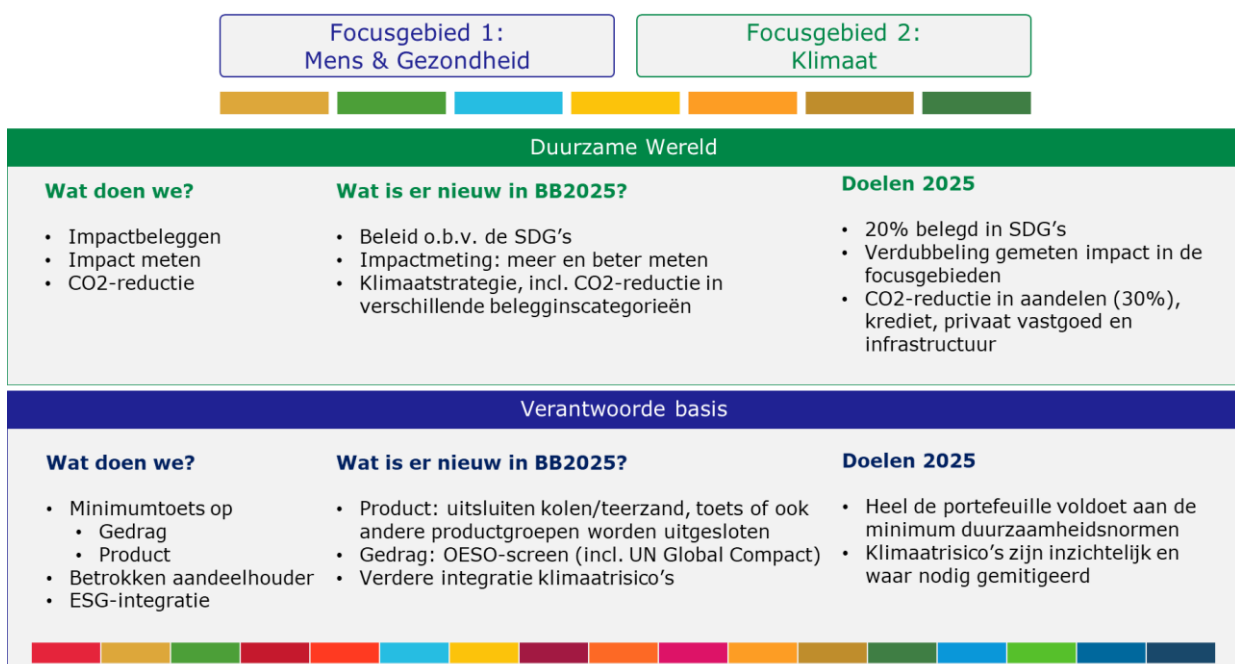 Focusgebied 1:
Mens & Gezondheid
Focusgebied 2:
Klimaat
Duurzame Wereld
Wat doen we?
• Impactbeleggen
• Impact meten
• CO2-reductie
Wat is er nieuw in BB2025?
• Beleid o.b.v. de SDG's
• Impactmeting: meer en beter meten
• Klimaatstrategie, incl. CO2-reductie in
verschillende belegginscategorieën
Doelen 2025
• 20% belegd in SDG's
• Verdubbeling gemeten impact in de
focusgebieden
• CO2-reductie in aandelen (30%),
krediet, privaat vastgoed en
infrastructuur
Verantwoorde basis
Wat doen we?
• Minimumtoets op
• Gedrag
• Product
• Betrokken aandeelhouder
• ESG-integratie
Wat is er nieuw in BB2025?
• Product: uitsluiten kolen/teerzand, toets of ook
andere productgroepen worden uitgesloten
• Gedrag: OESO-screen (incl. UN Global Compact)
• Verdere integratie klimaatrisico's
Doelen 2025
• Heel de portefeuille voldoet aan de
minimum duurzaamheidsnormen
• Klimaatrisico's zijn inzichtelijk en
waar nodig gemitigeerd